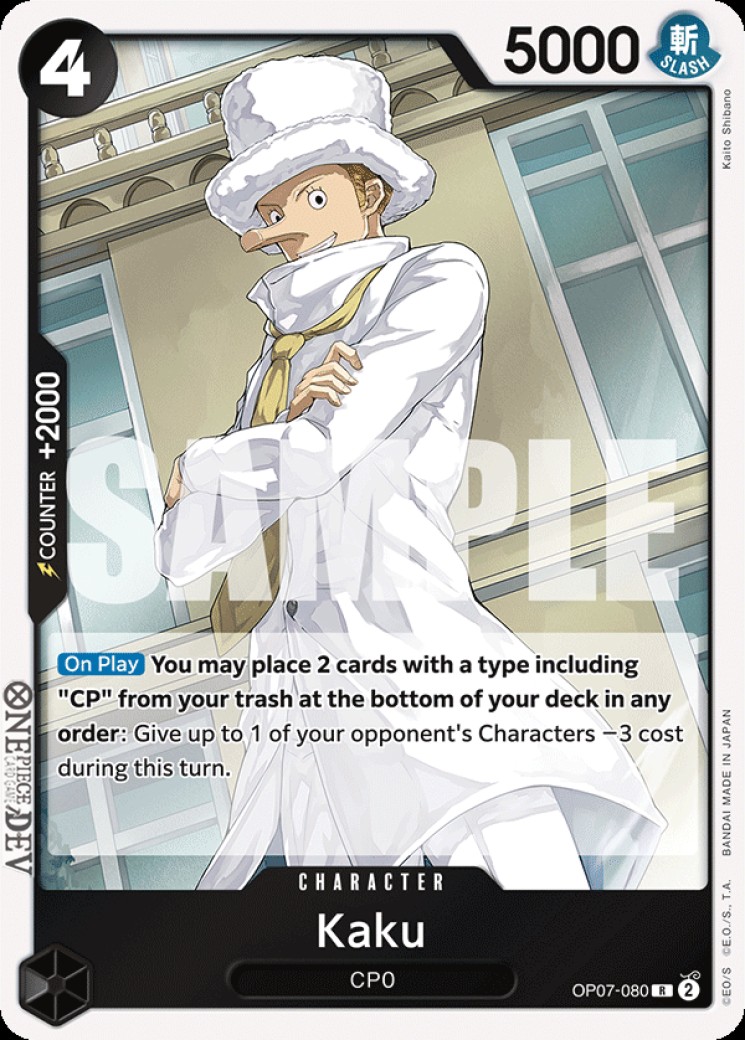 4
5000
斬
SLASH
Kaito Shibano
COUNTER +2000
SAMPLE
On Play You may place 2 cards with a type including
"CP" from your trash at the bottom of your deck in any
order: Give up to 1 of your opponent's Characters −3 cost
during this turn.
ONE PIECE
CARD GAME
/DEV
BANDAI MADE IN JAPAN
©EO/S ©E.O./S., T.A.
CHARACTER
Kaku
CP0
OP07-080 R 2